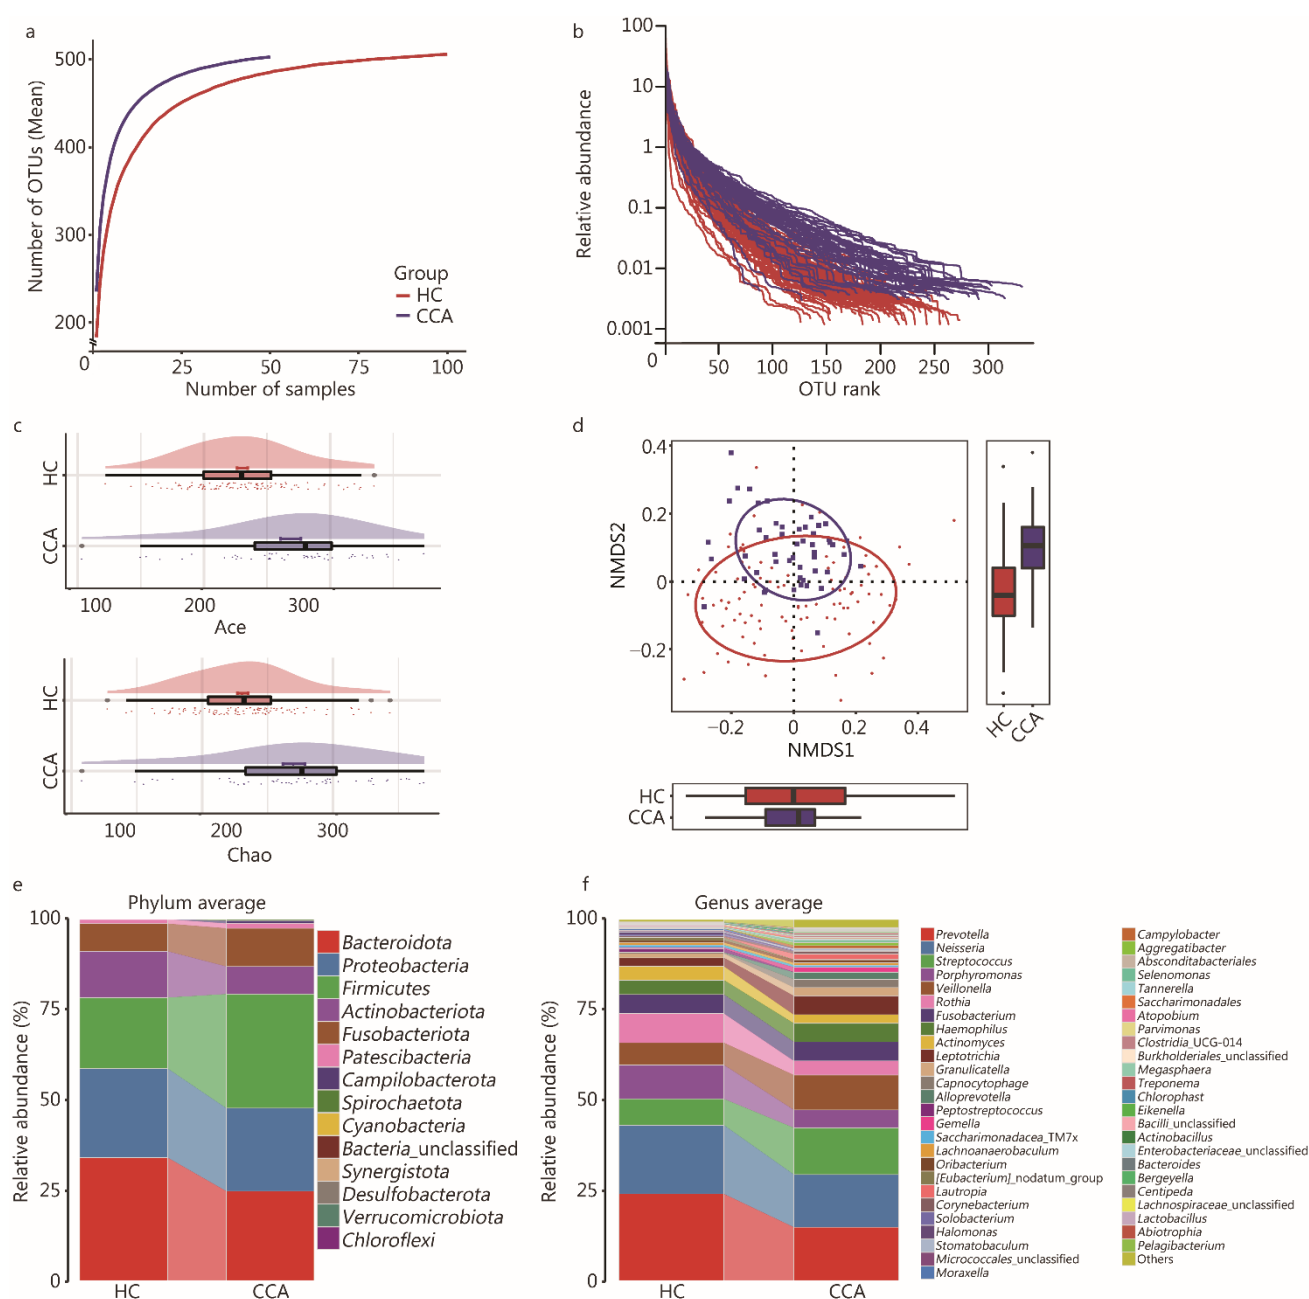 a
500
400
300
200
0
25
50
75
100
Number of OTUs (Mean)
Number of samples
Group
HC
CCA
b
100
10
1
0.1
0.01
0.001
0
50
100
150
200
250
300
Relative abundance
OTU rank
c
HC
CCA
100
200
300
Ace
HC
CCA
100
200
300
Chao
d
0.4
0.2
0
−0.2
NMDS2
−0.2
0
0.2
0.4
NMDS1
HC
CCA
HC
CCA
e
Phylum average
100
75
50
25
0
Relative abundance (%)
HC
CCA
Bacteroidota
Proteobacteria
Firmicutes
Actinobacteriota
Fusobacteriota
Patescibacteria
Campilobacterota
Spirochaetota
Cyanobacteria
Bacteria_unclassified
Synergistota
Desulfobacterota
Verrucomicrobiota
Chloroflexi
f
Genus average
100
75
50
25
0
Relative abundance (%)
HC
CCA
Prevotella
Neisseria
Streptococcus
Porphyromonas
Veillonella
Rothia
Fusobacterium
Haemophilus
Actinomyces
Leptotrichia
Granulicatella
Capnocytophage
Alloprevotella
Peptostreptococcus
Gemella
Saccharimonadacea_TM7x
Lachnoanaerobaculum
Oribacterium
[Eubacterium]_nodatum_group
Lautropia
Corynebacterium
Solobacterium
Halomonas
Stomatobaculum
Micrococcales_unclassified
Moraxella
Campylobacter
Aggregatibacter
Absconditabacteriales
Selenomonas
Tannerella
Saccharimonadales
Atopobium
Parvimonas
Clostridia_UCG-014
Burkholderiales_unclassified
Megasphaera
Treponema
Chlorophast
Eikenella
Bacilli_unclassified
Actinobacillus
Enterobacteriaceae_unclassified
Bacteroides
Bergeyella
Centipeda
Lachnospiraceae_unclassified
Lactobacillus
Abiotrophia
Pelagibacterium
Others